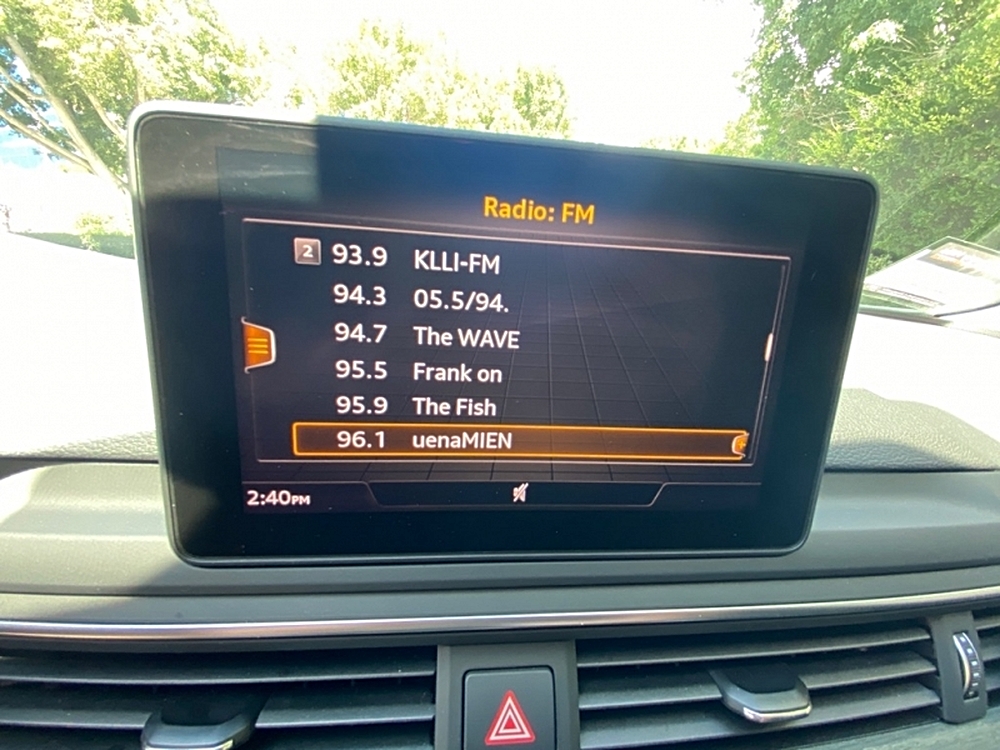 Radio: FM
2 93.9 KLLI-FM
94.3 05.5/94.
94.7 The WAVE
95.5 Frank on
95.9 The Fish
96.1 uenaMIEN
2:40PM